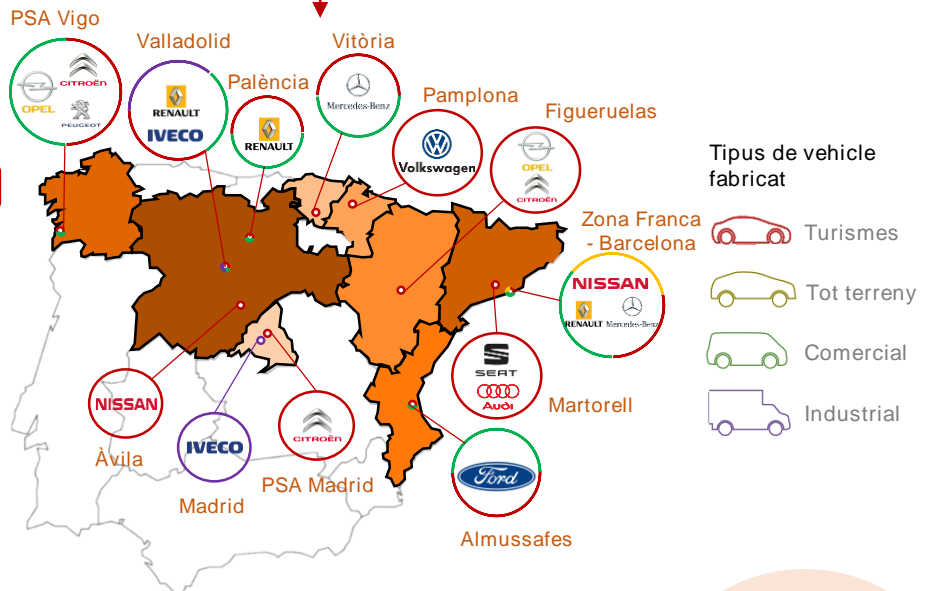 PSA Vigo
OPEL
CITROËN
PEUGEOT
Valladolid
RENAULT
IVECO
Palència
RENAULT
Vitòria
Mercedes-Benz
Pamplona
Volkswagen
Figueruelas
OPEL
CITROËN
Zona Franca
- Barcelona
NISSAN
RENAULT Mercedes-Benz
Tipus de vehicle
fabricat
Turismes
Tot terreny
Comercial
Industrial
NISSAN
Àvila
IVECO
Madrid
CITROËN
PSA Madrid
SEAT
Audi
Martorell
Ford
Almussafes